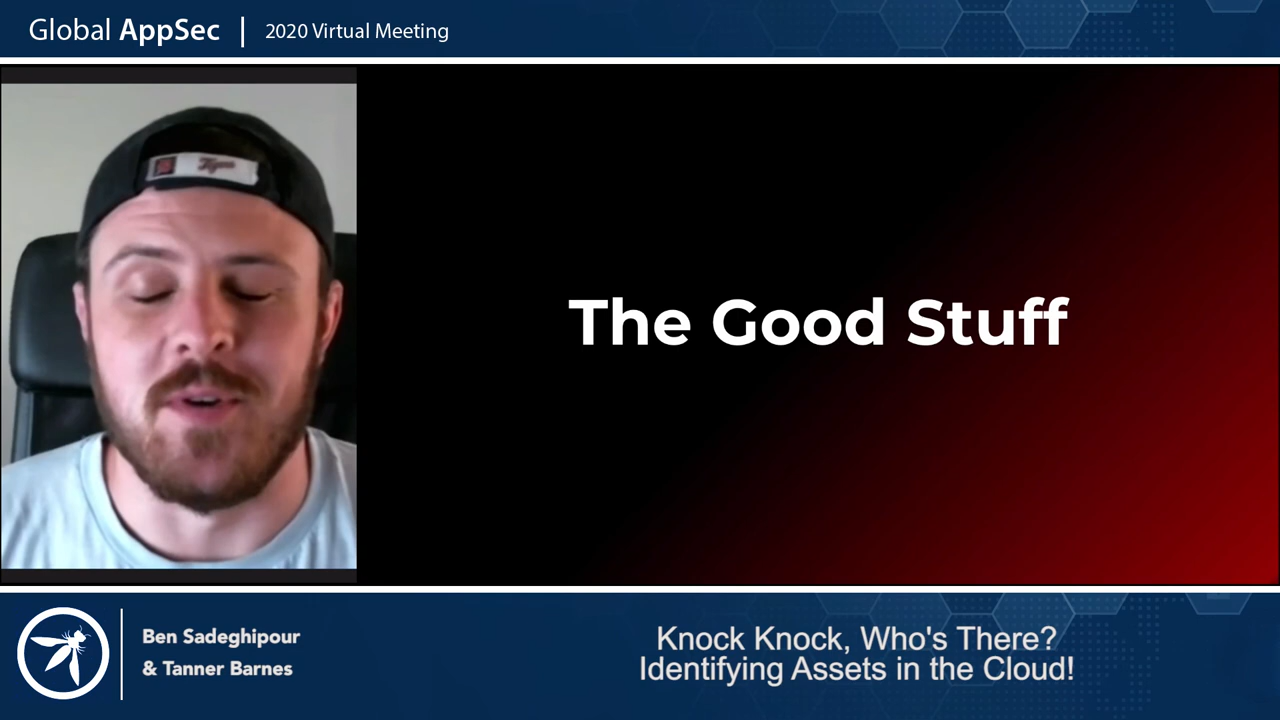 Global AppSec | 2020 Virtual Meeting
The Good Stuff
Ben Sadeghipour
& Tanner Barnes
Knock Knock, Who's There?
Identifying Assets in the Cloud!